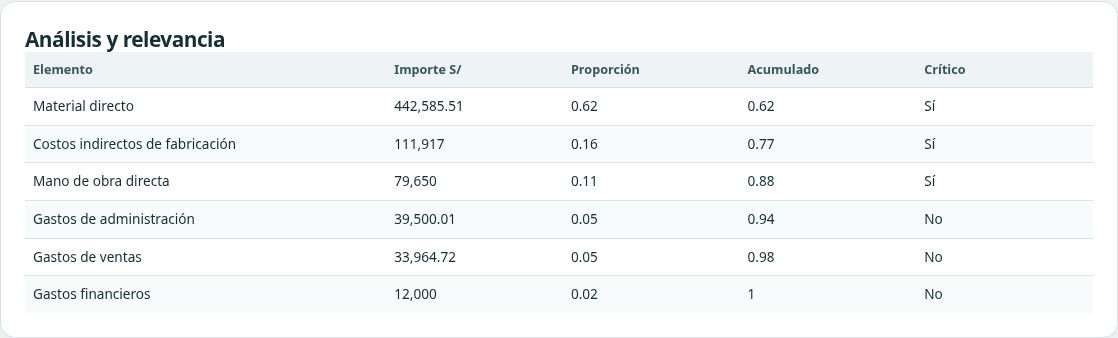 Análisis y relevancia
Elemento Importe S/ Proporción Acumulado Crítico
Material directo 442,585.51 0.62 0.62 Sí
Costos indirectos de fabricación 111,917 0.16 0.77 Sí
Mano de obra directa 79,650 0.11 0.88 Sí
Gastos de administración 39,500.01 0.05 0.94 No
Gastos de ventas 33,964.72 0.05 0.98 No
Gastos financieros 12,000 0.02 1 No